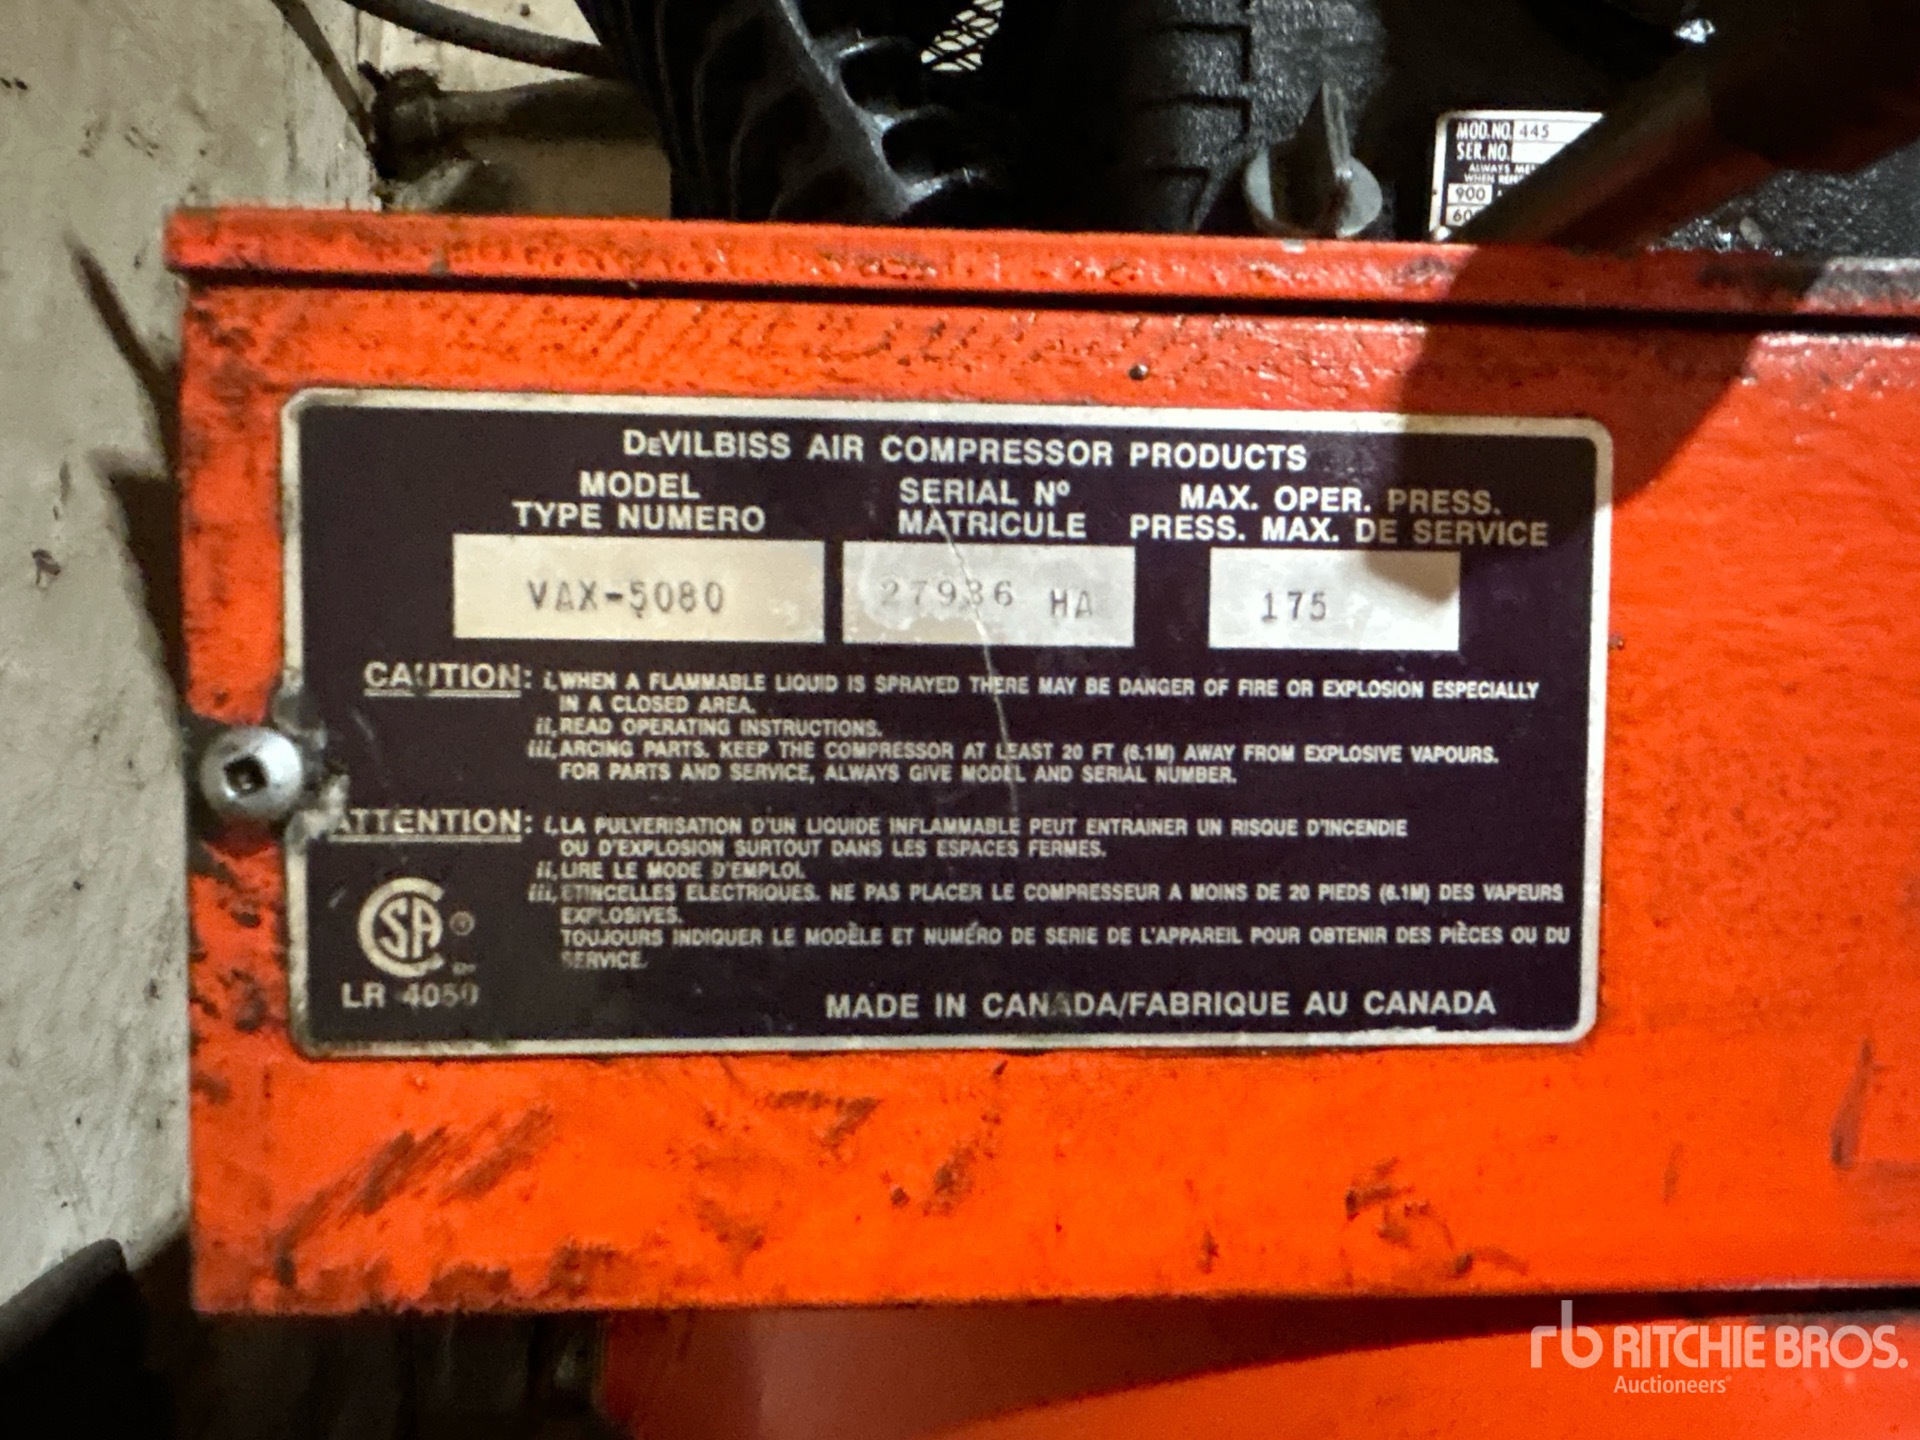 MOD.NO. 445
SER.NO.
ALWAYS
WHEN
900
DEVILBISS AIR COMPRESSOR PRODUCTS
MODEL SERIAL Nº MAX. OPER. PRESS.
TYPE NUMERO MATRICULE PRESS. MAX. DE SERVICE
VAX-5080 27936 HA 175
CAUTION: i. WHEN A FLAMMABLE LIQUID IS SPRAYED THERE MAY BE DANGER OF FIRE OR EXPLOSION ESPECIALLY
IN A CLOSED AREA.
ii. READ OPERATING INSTRUCTIONS.
iii. ARCING PARTS. KEEP THE COMPRESSOR AT LEAST 20 FT (6.1M) AWAY FROM EXPLOSIVE VAPOURS.
FOR PARTS AND SERVICE, ALWAYS GIVE MODEL AND SERIAL NUMBER.
ATTENTION: i. LA PULVERISATION D'UN LIQUIDE INFLAMMABLE PEUT ENTRAINER UN RISQUE D'INCENDIE
OU D'EXPLOSION SURTOUT DANS LES ESPACES FERMES.
ii. LIRE LE MODE D'EMPLOI.
iii. ETINCELLES ELECTRIQUES. NE PAS PLACER LE COMPRESSEUR A MOINS DE 20 PIEDS (6.1M) DES VAPEURS
EXPLOSIVES.
TOUJOURS INDIQUER LE MODÈLE ET NUMÉRO DE SERIE DE L'APPAREIL POUR OBTENIR DES PIÈCES OU DU
SERVICE.
CSA ®
LR 4050
MADE IN CANADA/FABRIQUE AU CANADA
rb RITCHIE BROS.
Auctioneers